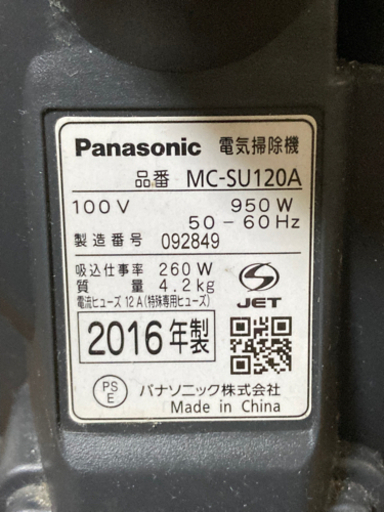 Panasonic 電気掃除機
品番 MC-SU120A
100V 950W
50-60Hz
製造番号 092849
吸込仕事率 260W
質量 4.2kg
電流ヒューズ 12A(特殊専用ヒューズ)
S
JET
2016年製
PS
E
パナソニック株式会社
Made in China